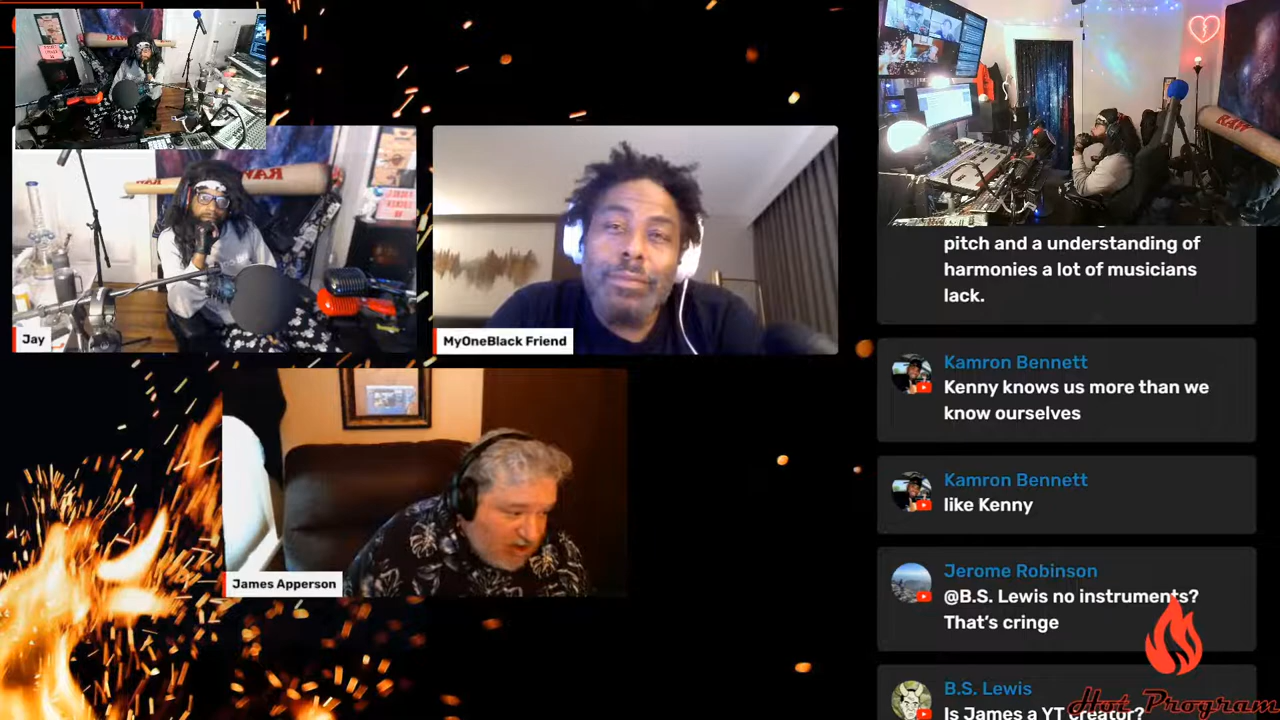 RAW
RAW
RAW
RAW
Jay
MyOneBlack Friend
James Apperson
pitch and a understanding of
harmonies a lot of musicians
lack.
Kamron Bennett
Kenny knows us more than we
know ourselves
Kamron Bennett
like Kenny
Jerome Robinson
@B.S. Lewis no instruments?
That's cringe
B.S. Lewis
Is James a YT creator?
Hot Program